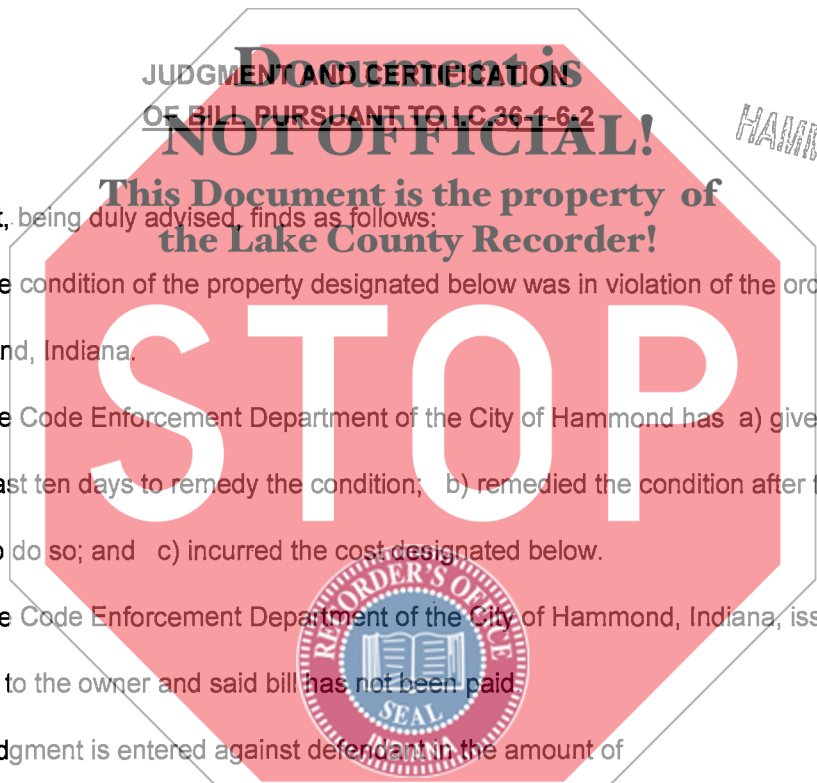 Document is
JUDGMENT AND CERTIFICATION
OF BILL PURSUANT TO I.C.36-1-6-2
NOT OFFICIAL!
HAMM
This Document is the property of
t, being duly advised, finds as follows:
the Lake County Recorder!
e condition of the property designated below was in violation of the ord
nd, Indiana.
STOP
e Code Enforcement Department of the City of Hammond has a) give
ast ten days to remedy the condition; b) remedied the condition after t
o do so; and c) incurred the cost designated below.
RECORDER'S OFFICE
e Code Enforcement Department of the City of Hammond, Indiana, iss
to the owner and said bill has not been paid.
SEAL
INDIANA
dgment is entered against defendant in the amount of